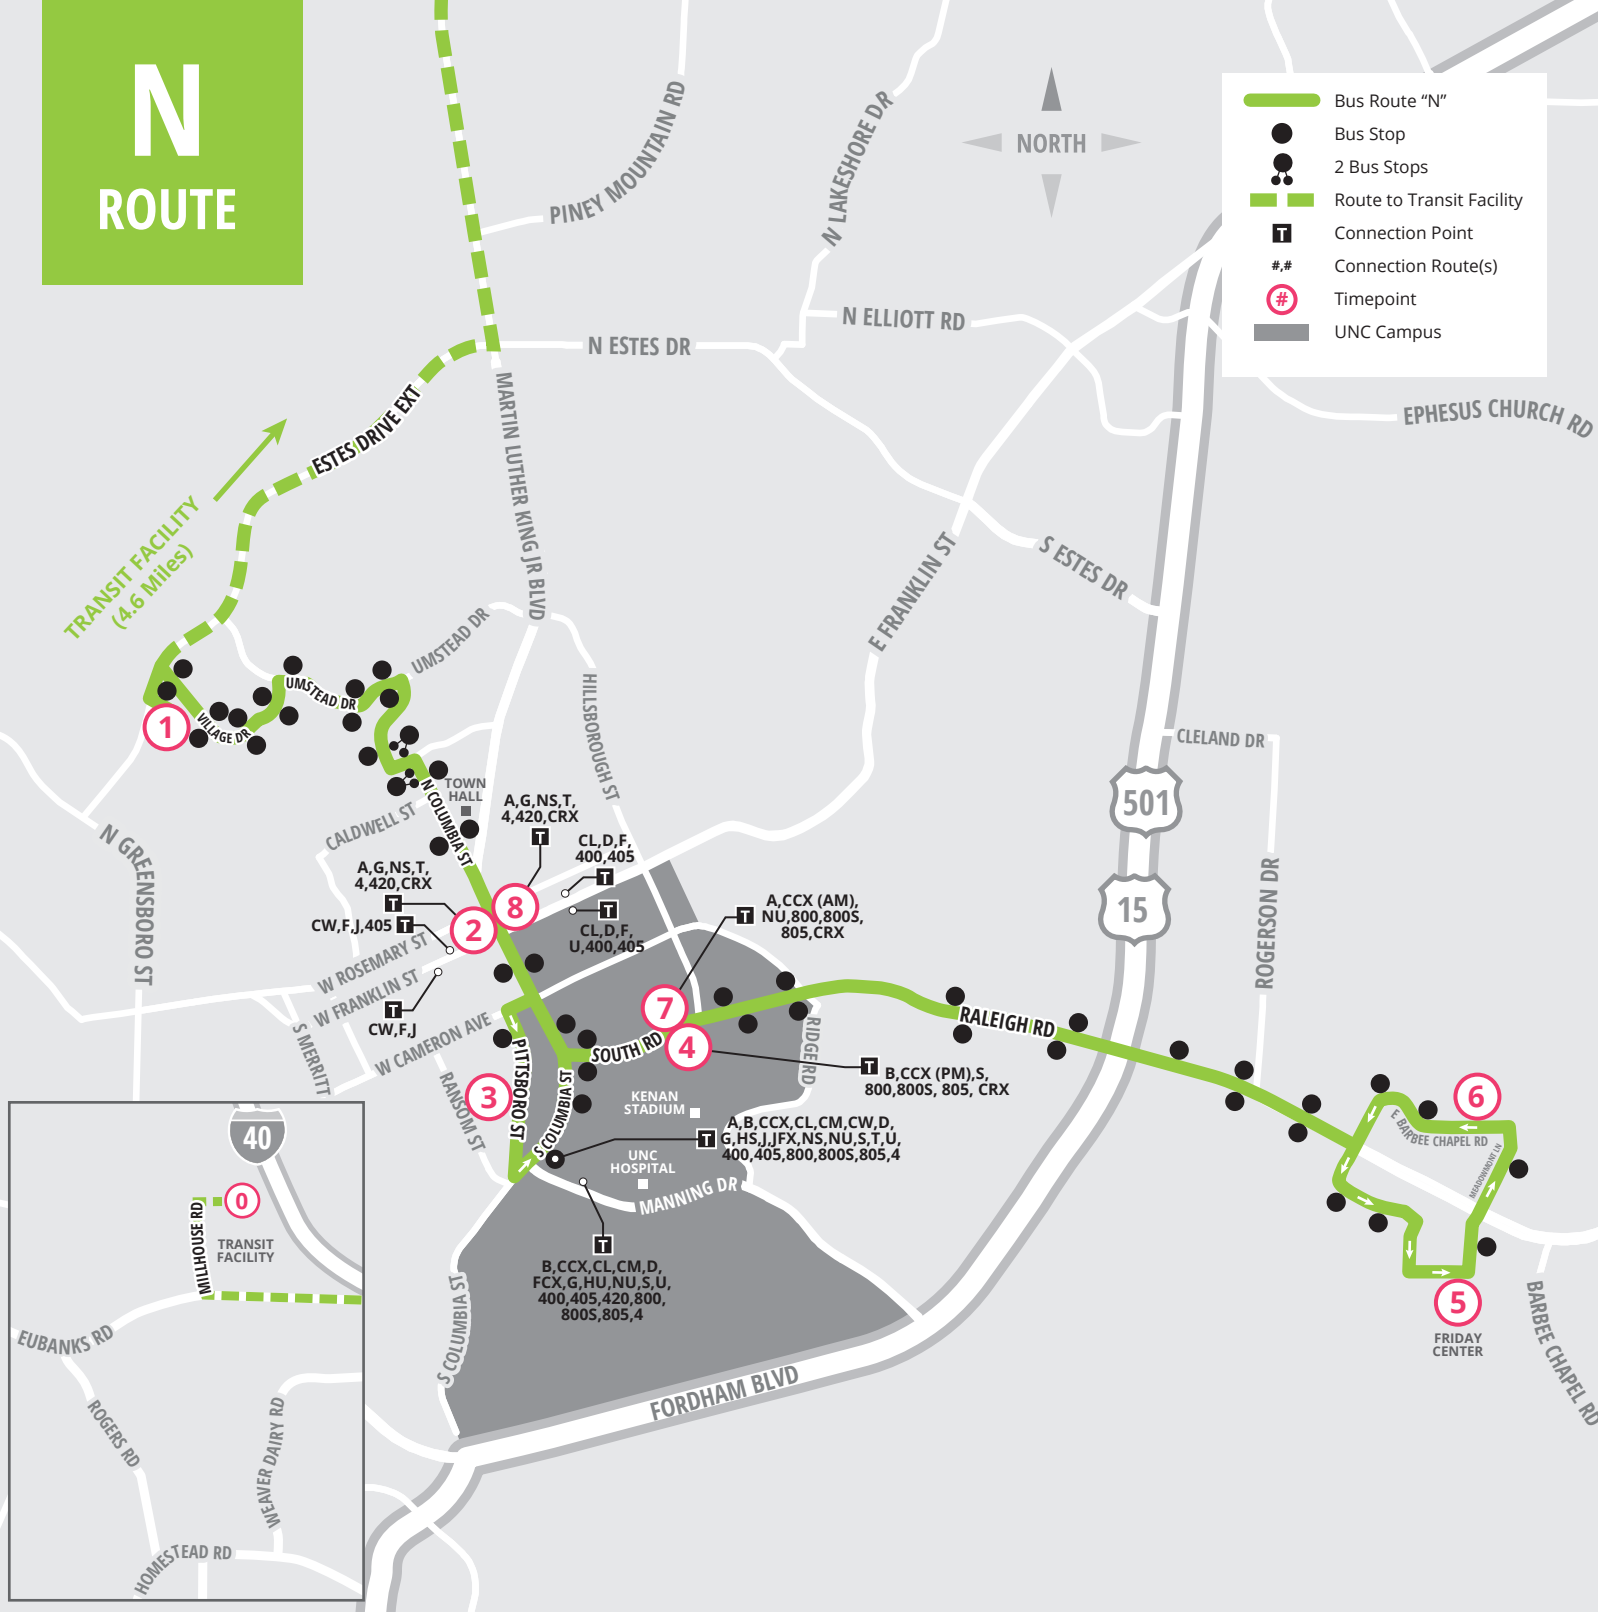 N
ROUTE
Bus Route “N”
Bus Stop
2 Bus Stops
Route to Transit Facility
T
Connection Point
#,#
Connection Route(s)
#
Timepoint
UNC Campus
NORTH
PINEY MOUNTAIN RD
N LAKESHORE DR
N ELLIOTT RD
N ESTES DR
EPHESUS CHURCH RD
MARTIN LUTHER KING JR BLVD
ESTES DRIVE EXT
TRANSIT FACILITY
(4.6 Miles)
S ESTES DR
E FRANKLIN ST
UMSTEAD DR
UMSTEAD DR
HILLSBOROUGH ST
1
VILLAGE DR
CLELAND DR
501
15
ROGERSON DR
TOWN
HALL
N COLUMBIA ST
CALDWELL ST
N GREENSBORO ST
A,G,NS,T,
4,420,CRX
T
CL,D,F,
400,405
T
A,G,NS,T,
4,420,CRX
T
CW,F,J,405
T
8
2
T
CL,D,F,
U,400,405
T
A,CCX (AM),
NU,800,800S,
805,CRX
W ROSEMARY ST
W FRANKLIN ST
T
CW,F,J
W CAMERON AVE
S MERRITT
7
4
SOUTH RD
RALEIGH RD
RIDGE RD
T
B,CCX (PM),S,
800,800S, 805, CRX
3
PITTSBORO ST
S COLUMBIA ST
RANSOM ST
KENAN
STADIUM
T
A,B,CCX,CL,CM,CW,D,
G,HS,J,JFX,NS,NU,S,T,U,
400,405,800,800S,805,4
UNC
HOSPITAL
MANNING DR
T
B,CCX,CL,CM,D,
FCX,G,HU,NU,S,U,
400,405,420,800,
800S,805,4
S COLUMBIA ST
FORDHAM BLVD
6
E BARBEE CHAPEL RD
MEADOWMONT LN
5
FRIDAY
CENTER
BARBEE CHAPEL RD
40
0
TRANSIT
FACILITY
MILLHOUSE RD
EUBANKS RD
ROGERS RD
WEAVER DAIRY RD
HOMESTEAD RD